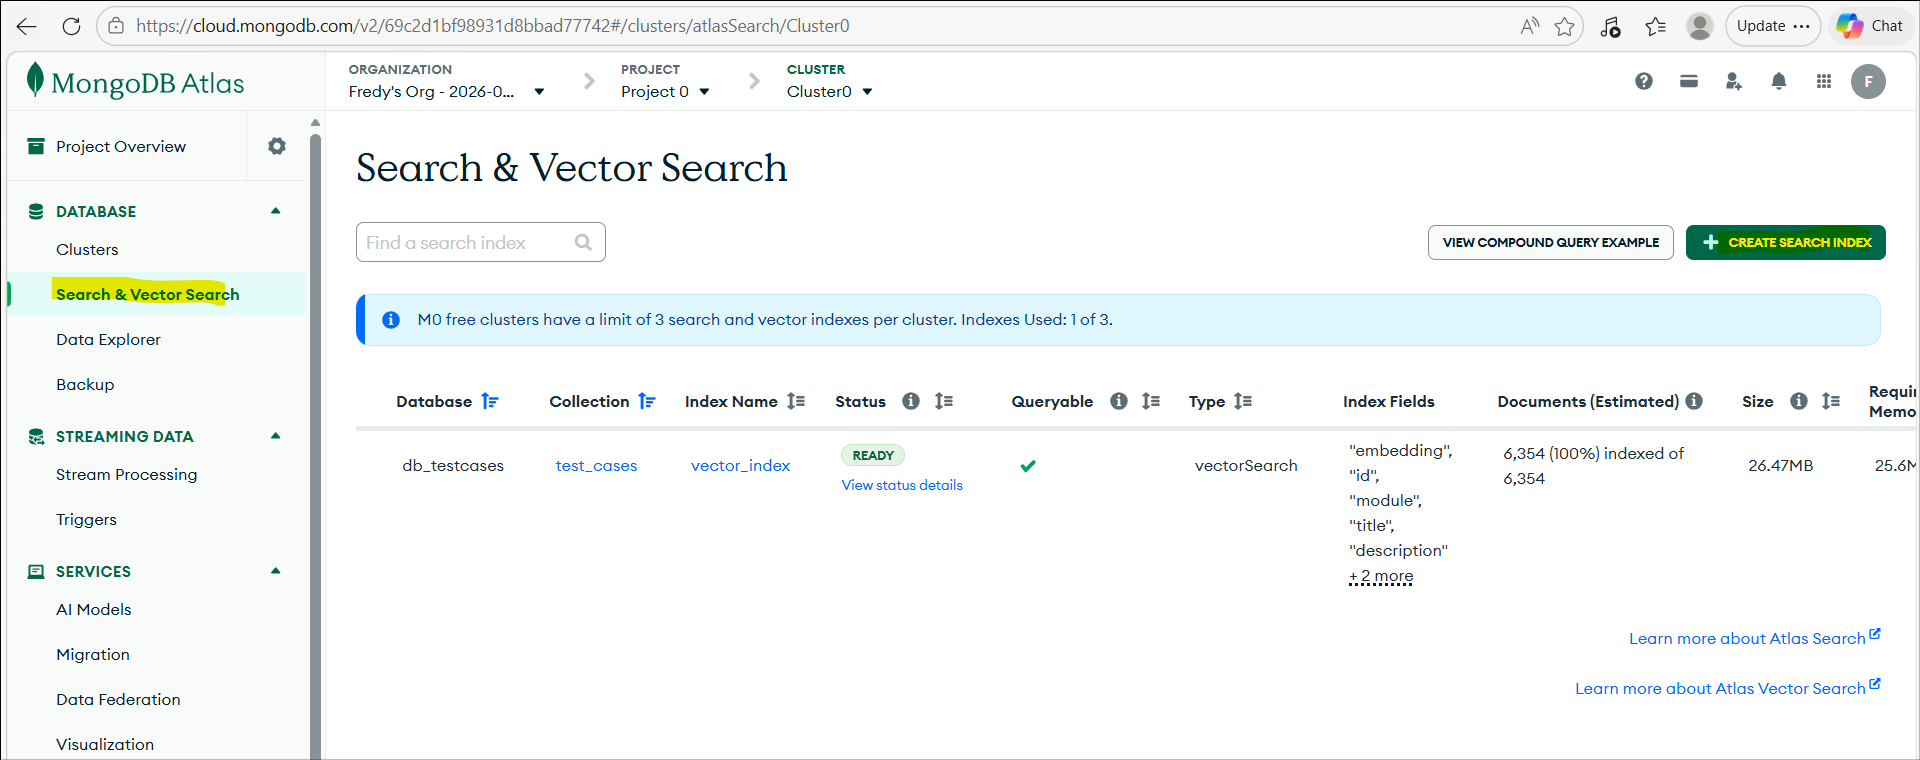 https://cloud.mongodb.com/v2/69c2d1bf98931d8bbad77742#/clusters/atlasSearch/Cluster0
Update
Chat
MongoDB Atlas
ORGANIZATION
Fredy's Org - 2026-0...
PROJECT
Project 0
CLUSTER
Cluster0
F
Project Overview
DATABASE
Clusters
Search & Vector Search
Data Explorer
Backup
STREAMING DATA
Stream Processing
Triggers
SERVICES
AI Models
Migration
Data Federation
Visualization
Search & Vector Search
Find a search index
VIEW COMPOUND QUERY EXAMPLE
+ CREATE SEARCH INDEX
M0 free clusters have a limit of 3 search and vector indexes per cluster. Indexes Used: 1 of 3.
Database Collection Index Name Status Queryable Type Index Fields Documents (Estimated) Size Requi
Memo
db_testcases test_cases vector_index READY vectorSearch "embedding", 6,354 (100%) indexed of 26.47MB 25.6M
View status details "id", 6,354
"module",
"title",
"description"
+ 2 more
Learn more about Atlas Search
Learn more about Atlas Vector Search